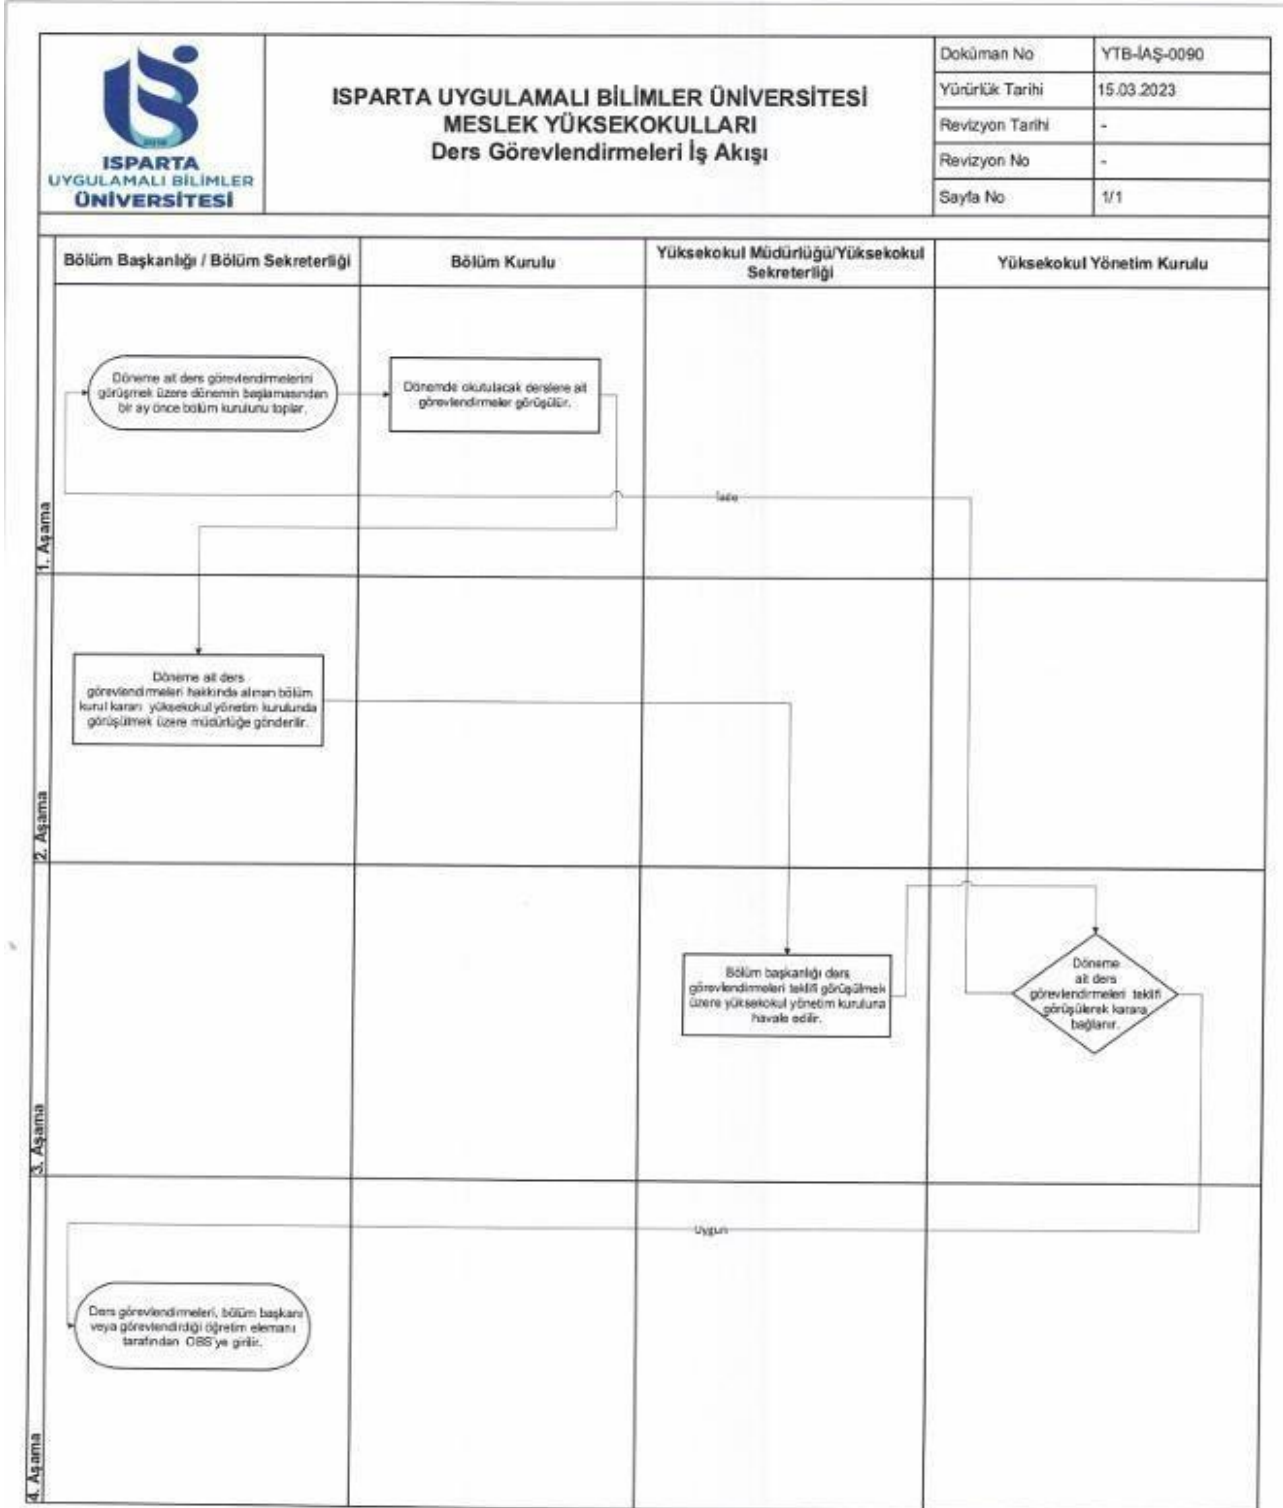 2018
ISPARTA
UYGULAMALI BİLİMLER
ÜNİVERSİTESİ
ISPARTA UYGULAMALI BİLİMLER ÜNİVERSİTESİ
MESLEK YÜKSEKOKULLARI
Ders Görevlendirmeleri İş Akışı
Doküman No YTB-İAŞ-0090
Yürürlük Tarihi 15.03.2023
Revizyon Tarihi -
Revizyon No -
Sayfa No 1/1
Bölüm Başkanlığı / Bölüm Sekreterliği
Bölüm Kurulu
Yüksekokul Müdürlüğü/Yüksekokul
Sekreterliği
Yüksekokul Yönetim Kurulu
1. Aşama
Döneme ait ders görevlendirmelerini
görüşmek üzere dönemin başlamasından
bir ay önce bölüm kurulunu toplar.
Dönemde okutulacak derslere ait
görevlendirmeler görüşülür.
İade
2. Aşama
Döneme ait ders
görevlendirmeleri hakkında alınan bölüm
kurul kararı yüksekokul yönetim kurulunda
görüşülmek üzere müdürlüğe gönderilir.
3. Aşama
Bölüm başkanlığı ders
görevlendirmeleri teklifi görüşülmek
üzere yüksekokul yönetim kuruluna
havale edilir.
Döneme
ait ders
görevlendirmeleri teklifi
görüşülerek karara
bağlanır.
4. Aşama
Uygun
Ders görevlendirmeleri, bölüm başkanı
veya görevlendirdiği öğretim elemanı
tarafından OBS'ye girilir.